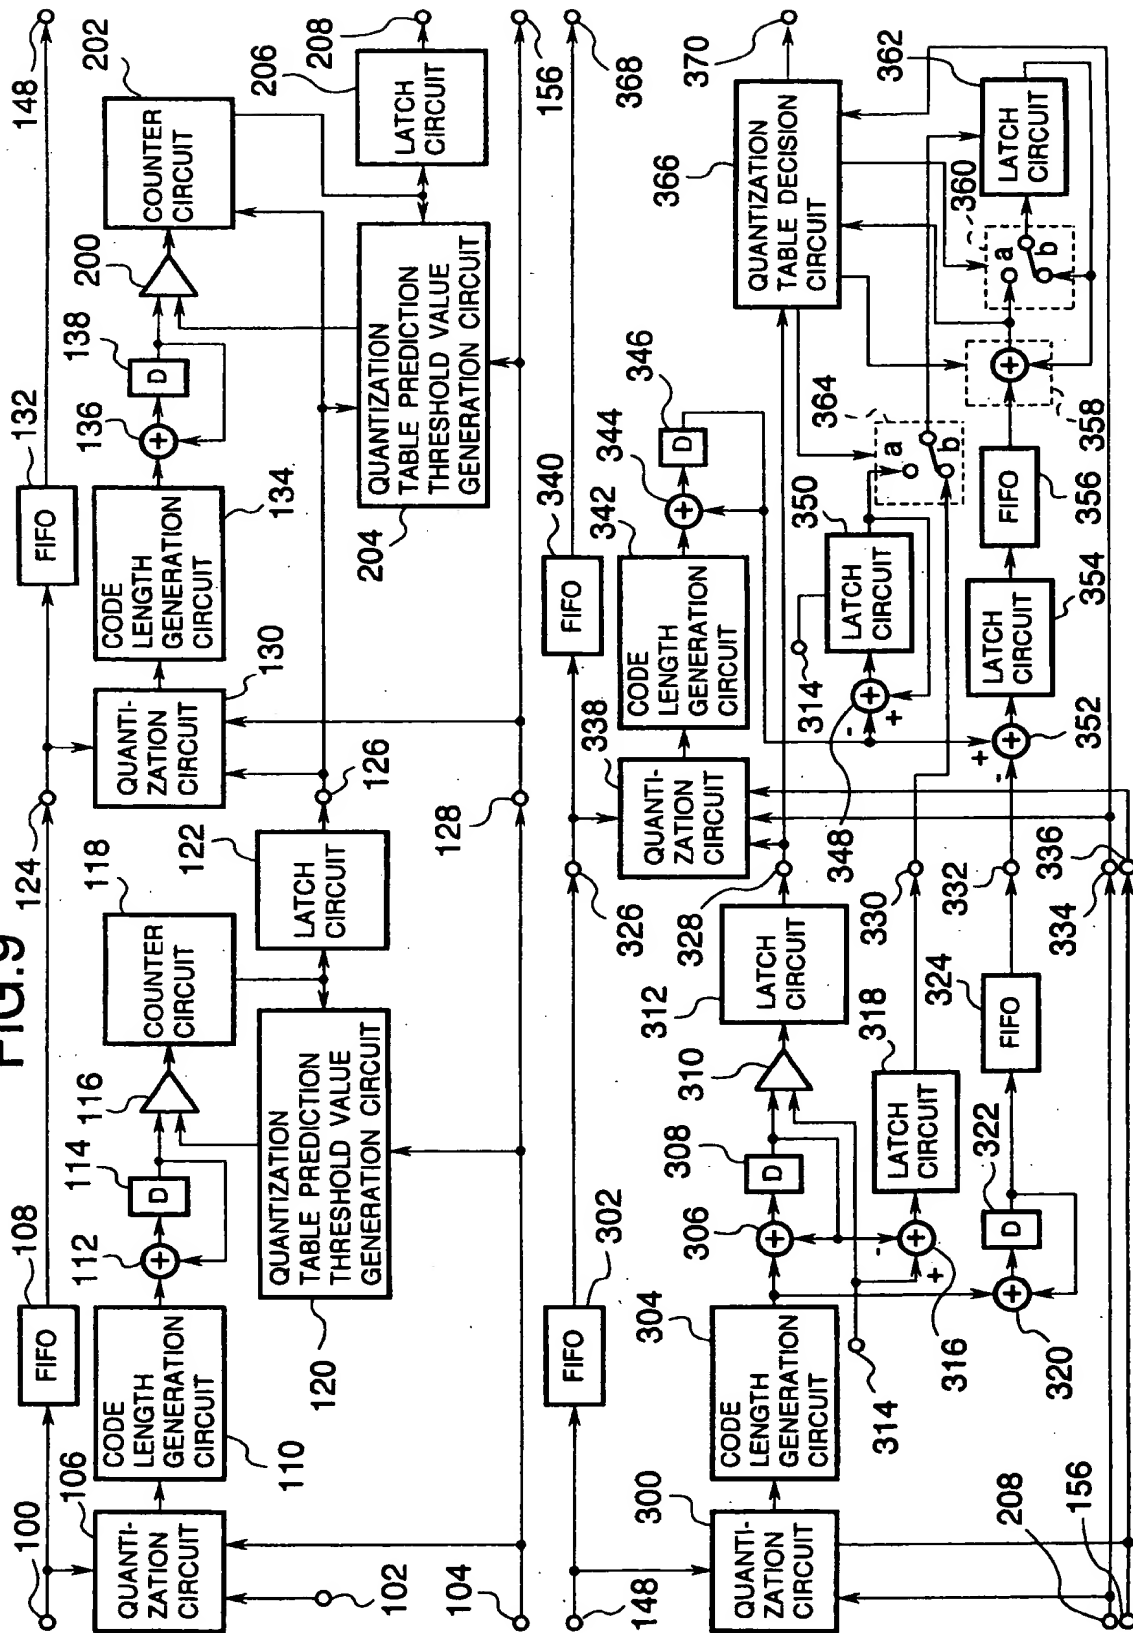 FIG.9
100
106
QUANTI-
ZATION
CIRCUIT
102
104
CODE
LENGTH
GENERATION
CIRCUIT
110
108
FIFO
112
114
D
116
118
COUNTER
CIRCUIT
QUANTIZATION
TABLE PREDICTION
THRESHOLD VALUE
GENERATION CIRCUIT
120
122
LATCH
CIRCUIT
124
126
128
QUANTI-
ZATION
CIRCUIT
130
132
FIFO
CODE
LENGTH
GENERATION
CIRCUIT
134
136
138
D
200
202
COUNTER
CIRCUIT
QUANTIZATION
TABLE PREDICTION
THRESHOLD VALUE
GENERATION CIRCUIT
204
206
LATCH
CIRCUIT
208
148
156
148
300
QUANTI-
ZATION
CIRCUIT
208
156
302
FIFO
304
CODE
LENGTH
GENERATION
CIRCUIT
306
308
D
310
312
LATCH
CIRCUIT
314
316
-
+
318
LATCH
CIRCUIT
320
322
D
324
FIFO
326
328
330
332
334
336
338
QUANTI-
ZATION
CIRCUIT
340
FIFO
342
CODE
LENGTH
GENERATION
CIRCUIT
344
346
D
348
-
+
314
350
LATCH
CIRCUIT
352
+
-
354
LATCH
CIRCUIT
356
FIFO
358
360
a
b
362
LATCH
CIRCUIT
364
a
b
366
QUANTIZATION
TABLE DECISION
CIRCUIT
368
370